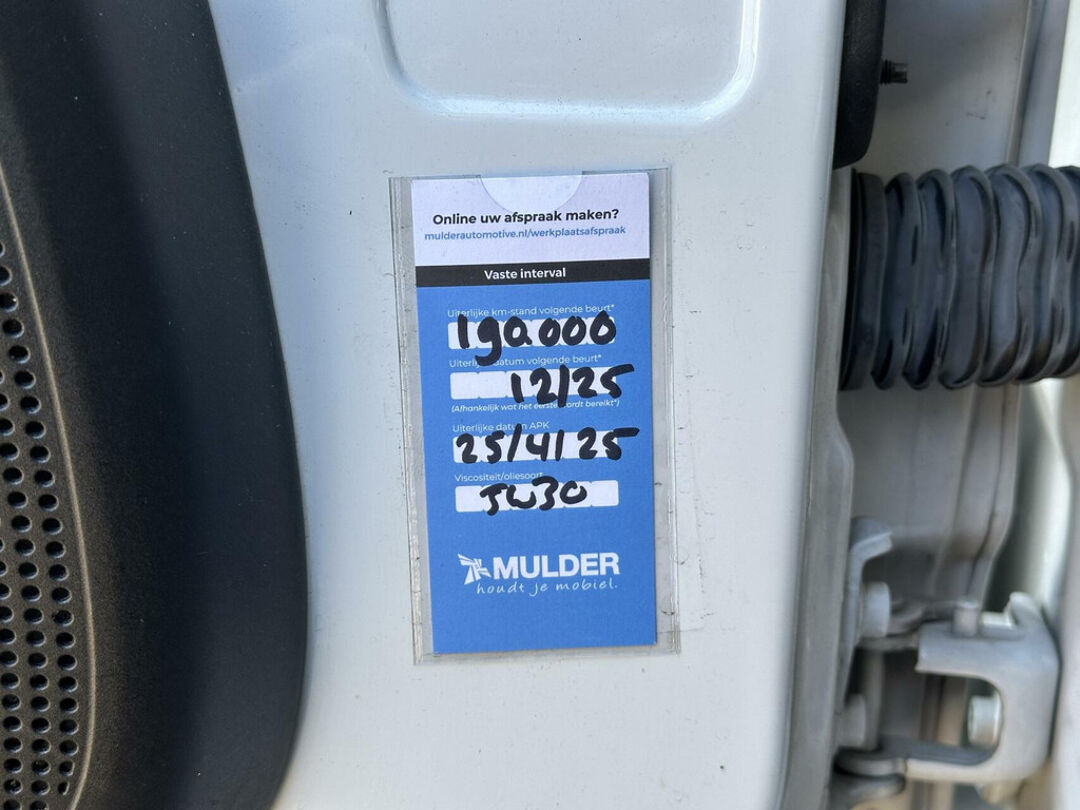 Online uw afspraak maken?
mulderautomotive.nl/werkplaatsafspraak
Vaste interval
Uiterlijke km-stand volgende beurt*
190.000
Uiterlijke datum volgende beurt*
12/25
(Afhankelijk wat het eerste wordt bereikt*)
Uiterlijke datum APK
25/4/25
Viscositeit/oliesoort
5W30
MULDER
houdt je mobiel.